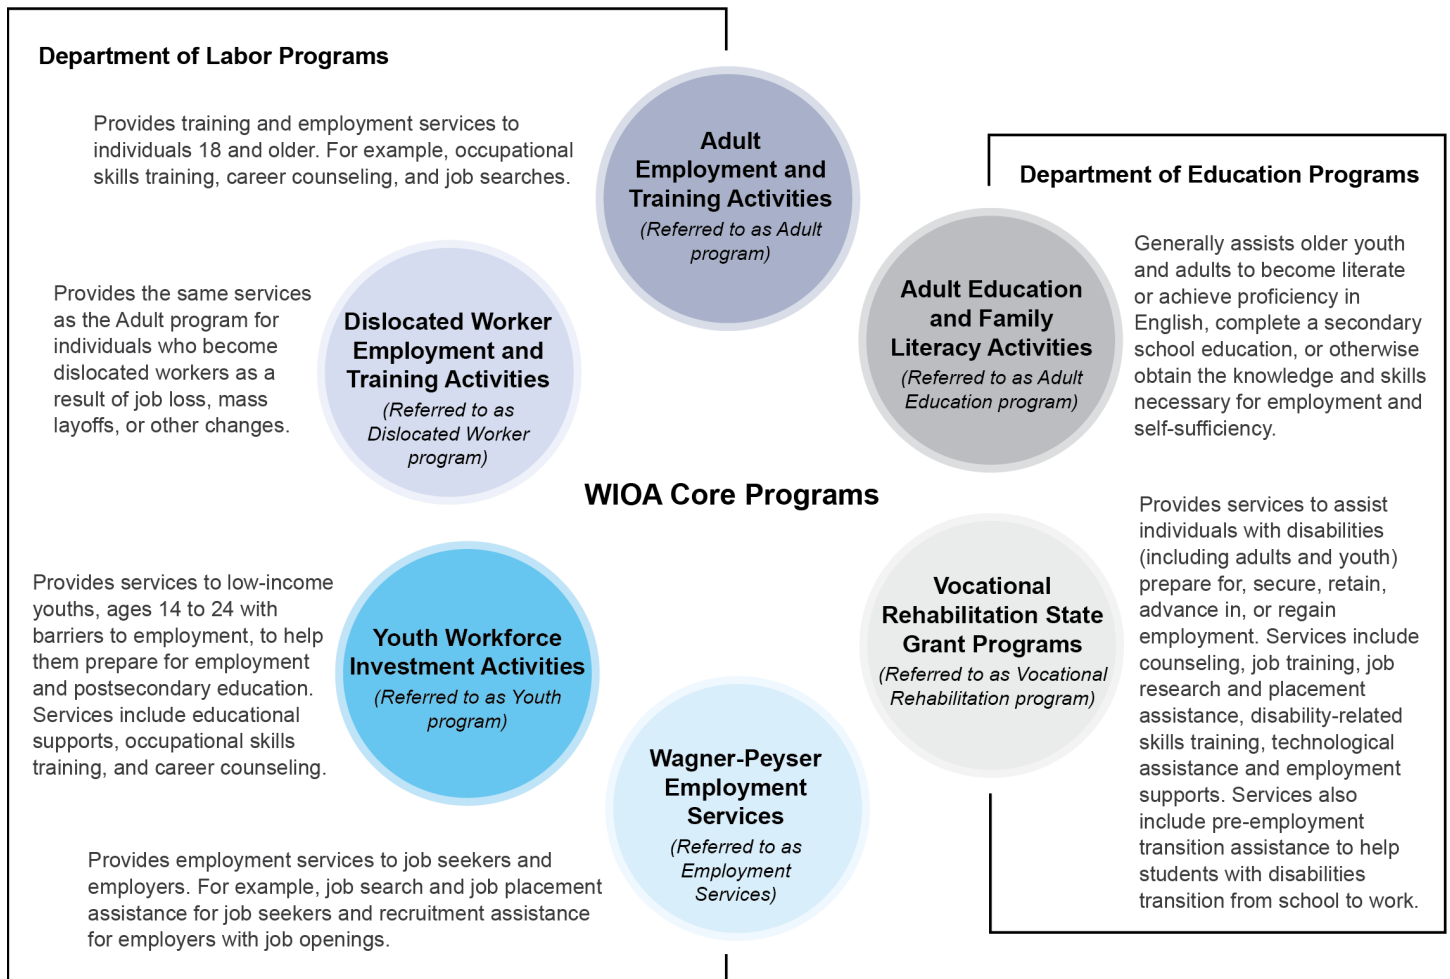 Department of Labor Programs
Provides training and employment services to
individuals 18 and older. For example, occupational
skills training, career counseling, and job searches.
Adult
Employment and
Training Activities
(Referred to as Adult
program)
Provides the same services
as the Adult program for
individuals who become
dislocated workers as a
result of job loss, mass
layoffs, or other changes.
Dislocated Worker
Employment and
Training Activities
(Referred to as
Dislocated Worker
program)
Provides services to low-income
youths, ages 14 to 24 with
barriers to employment, to help
them prepare for employment
and postsecondary education.
Services include educational
supports, occupational skills
training, and career counseling.
Youth Workforce
Investment Activities
(Referred to as Youth
program)
Provides employment services to job seekers and
employers. For example, job search and job placement
assistance for job seekers and recruitment assistance
for employers with job openings.
Wagner-Peyser
Employment
Services
(Referred to as
Employment
Services)
WIOA Core Programs
Department of Education Programs
Adult Education
and Family
Literacy Activities
(Referred to as Adult
Education program)
Generally assists older youth
and adults to become literate
or achieve proficiency in
English, complete a secondary
school education, or otherwise
obtain the knowledge and skills
necessary for employment and
self-sufficiency.
Vocational
Rehabilitation State
Grant Programs
(Referred to as Vocational
Rehabilitation program)
Provides services to assist
individuals with disabilities
(including adults and youth)
prepare for, secure, retain,
advance in, or regain
employment. Services include
counseling, job training, job
research and placement
assistance, disability-related
skills training, technological
assistance and employment
supports. Services also
include pre-employment
transition assistance to help
students with disabilities
transition from school to work.